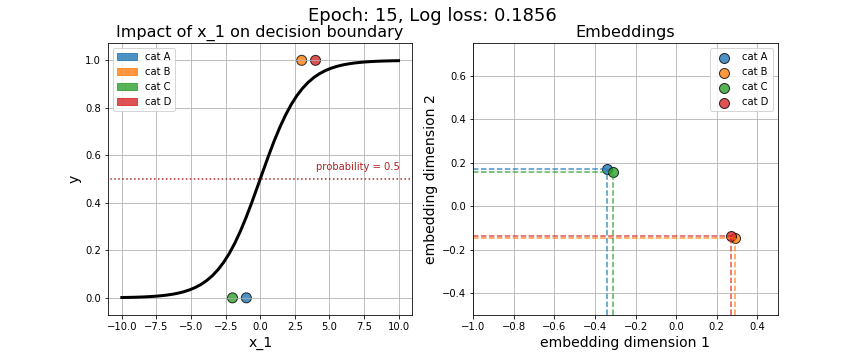 Epoch: 15, Log loss: 0.1856
Impact of x_1 on decision boundary
cat A
cat B
cat C
cat D
probability = 0.5
1.0
0.8
0.6
0.4
0.2
0.0
y
−10.0 −7.5 −5.0 −2.5 0.0 2.5 5.0 7.5 10.0
x_1
Embeddings
cat A
cat B
cat C
cat D
0.6
0.4
0.2
0.0
−0.2
−0.4
embedding dimension 2
−1.0 −0.8 −0.6 −0.4 −0.2 0.0 0.2 0.4
embedding dimension 1